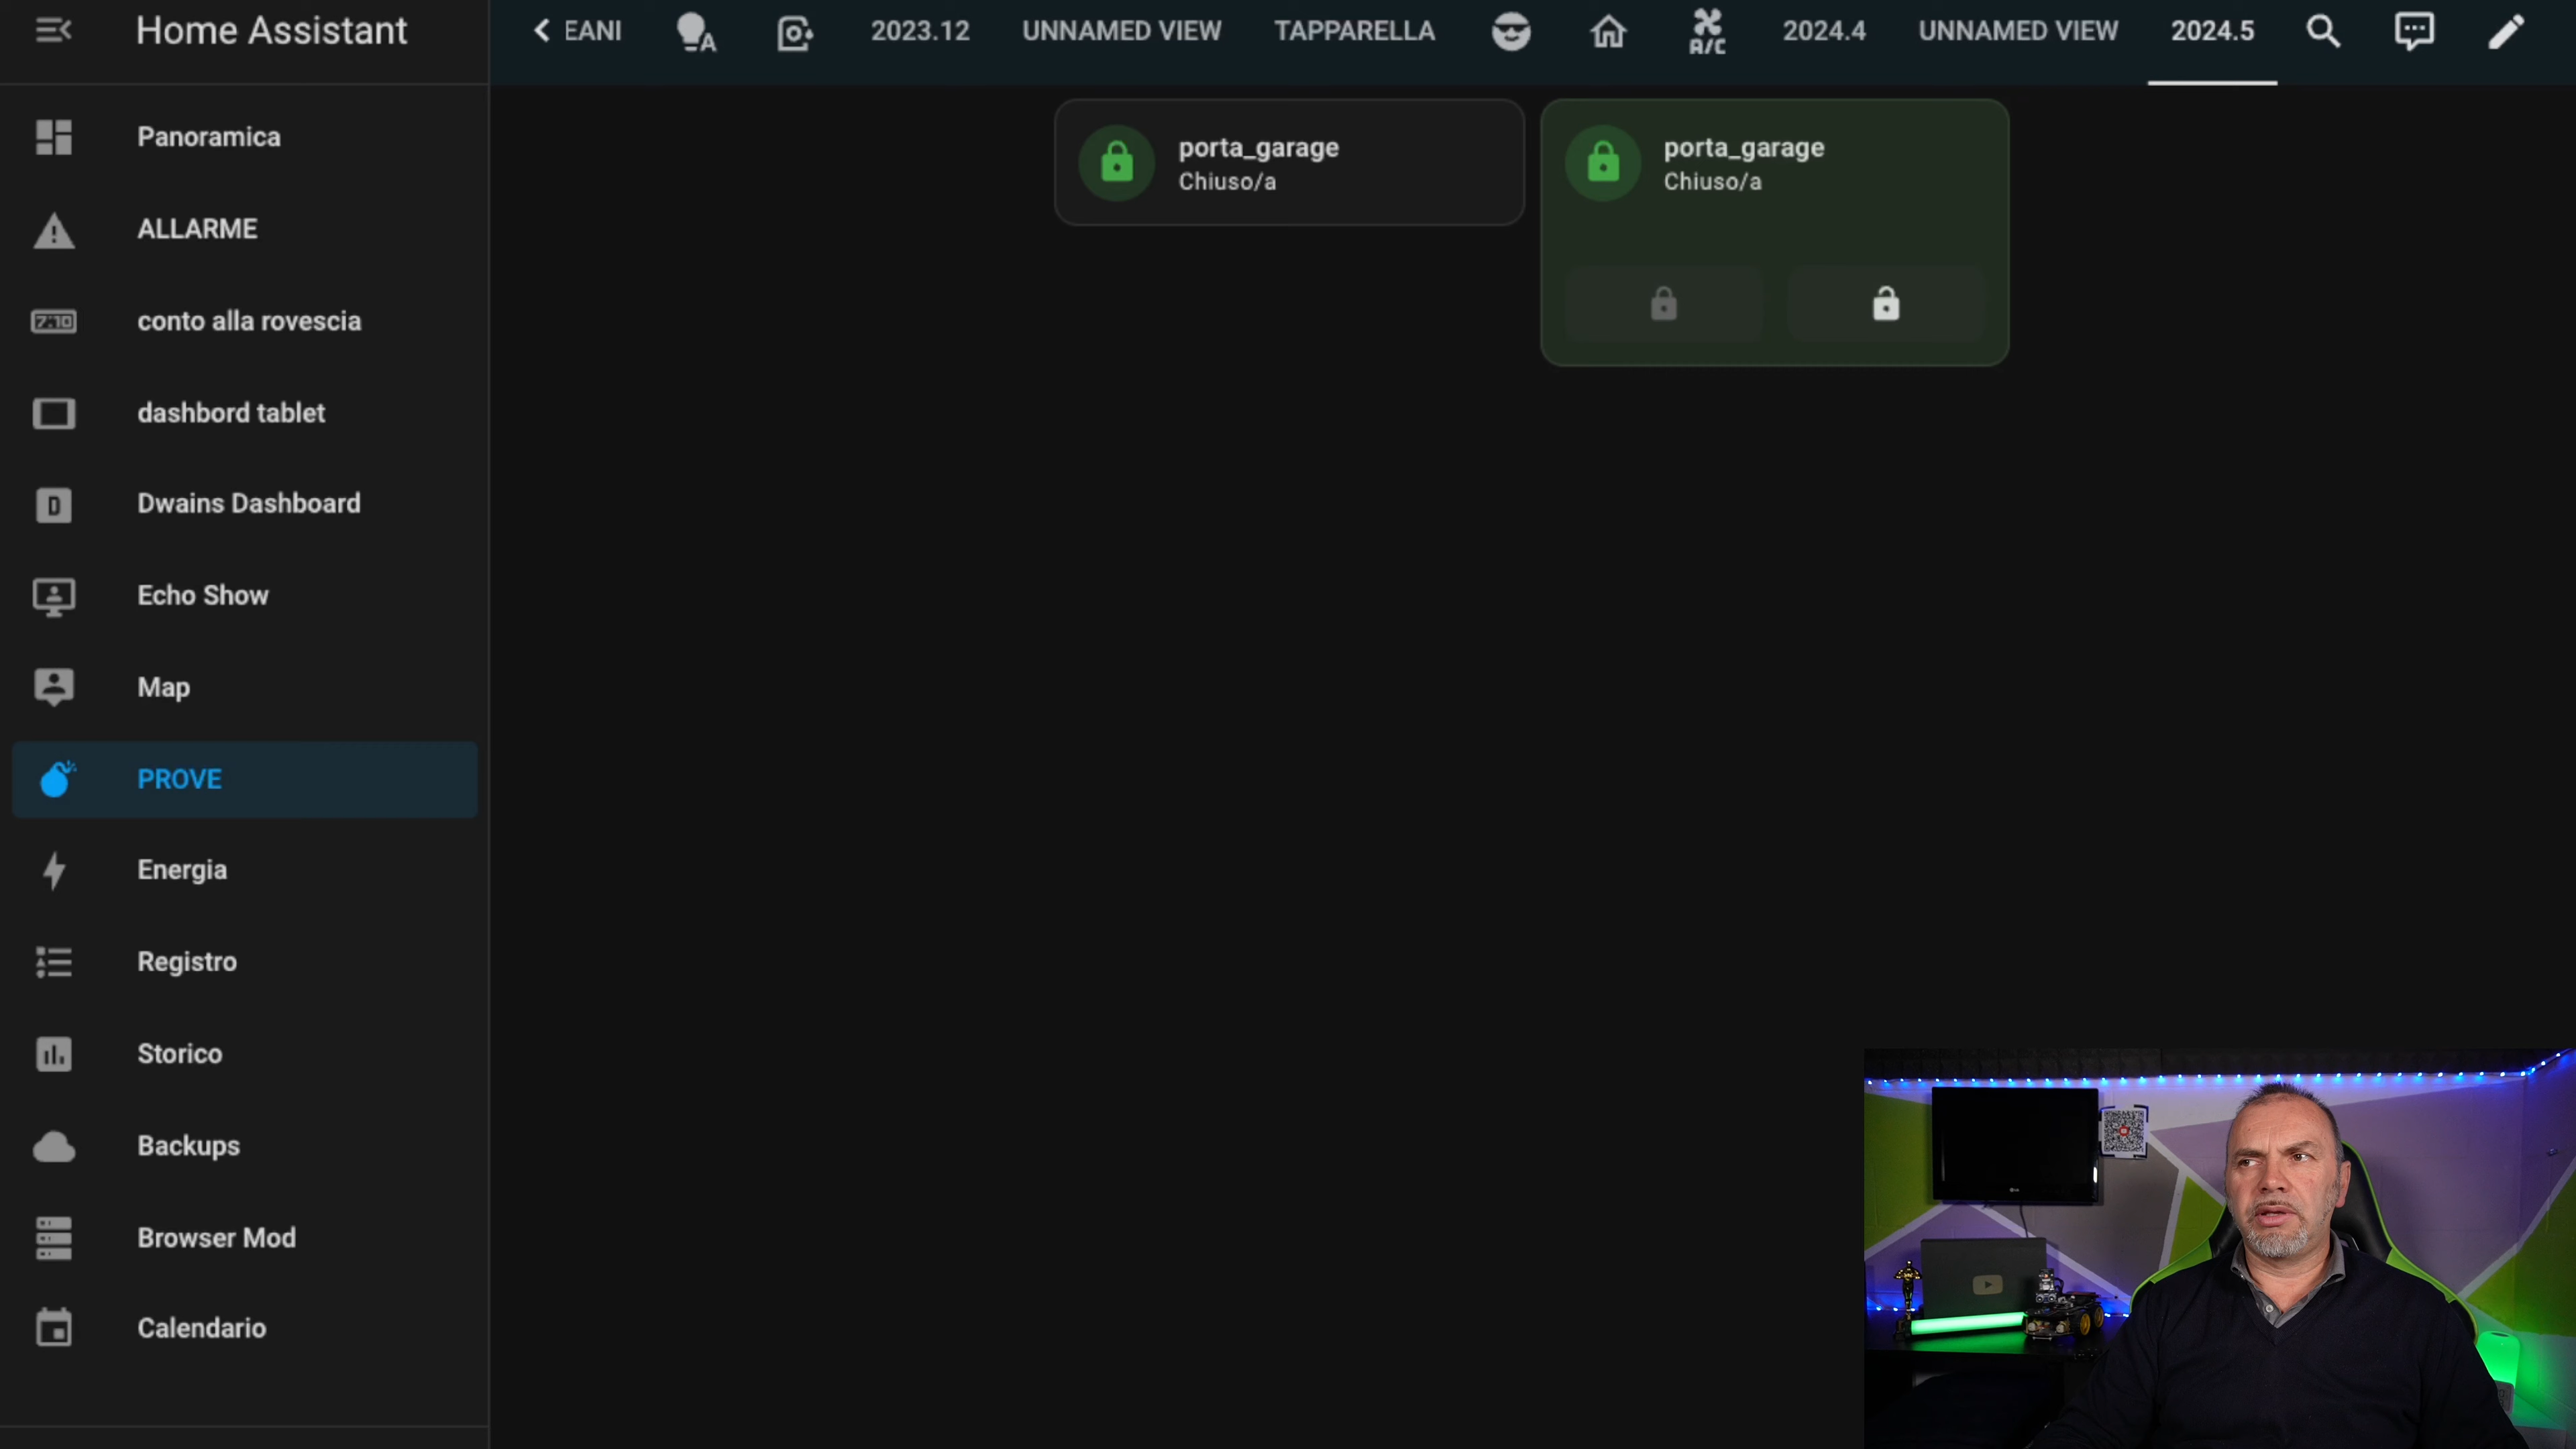 Home Assistant
EANI
2023.12
UNNAMED VIEW
TAPPARELLA
A/C
2024.4
UNNAMED VIEW
2024.5
Panoramica
ALLARME
conto alla rovescia
dashbord tablet
Dwains Dashboard
Echo Show
Map
PROVE
Energia
Registro
Storico
Backups
Browser Mod
Calendario
porta_garage
Chiuso/a
porta_garage
Chiuso/a